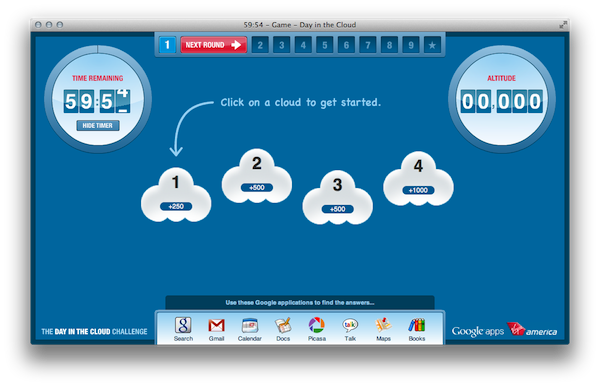 59:54 – Game – Day in the Cloud
1 NEXT ROUND 2 3 4 5 6 7 8 9
TIME REMAINING
59:5
HIDE TIMER
ALTITUDE
00,000
Click on a cloud to get started.
1
+250
2
+500
3
+500
4
+1000
Use these Google applications to find the answers...
THE DAY IN THE CLOUD CHALLENGE
g
Search
Gmail
Calendar
Docs
Picasa
talk
Talk
Maps
Books
Google apps
america